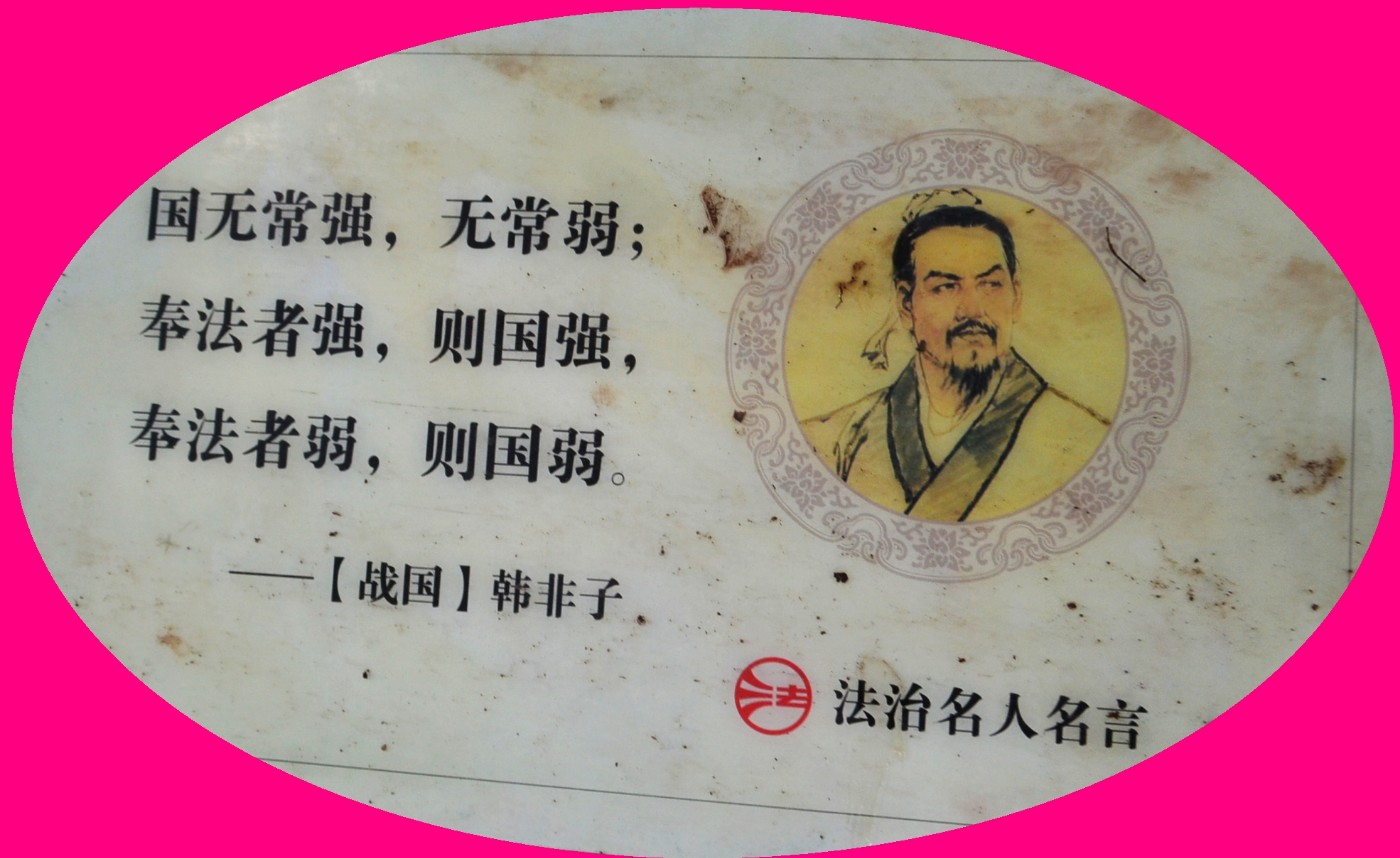 国无常强，无常弱；
奉法者强，则国强，
奉法者弱，则国弱。
——【战国】韩非子
法 法治名人名言